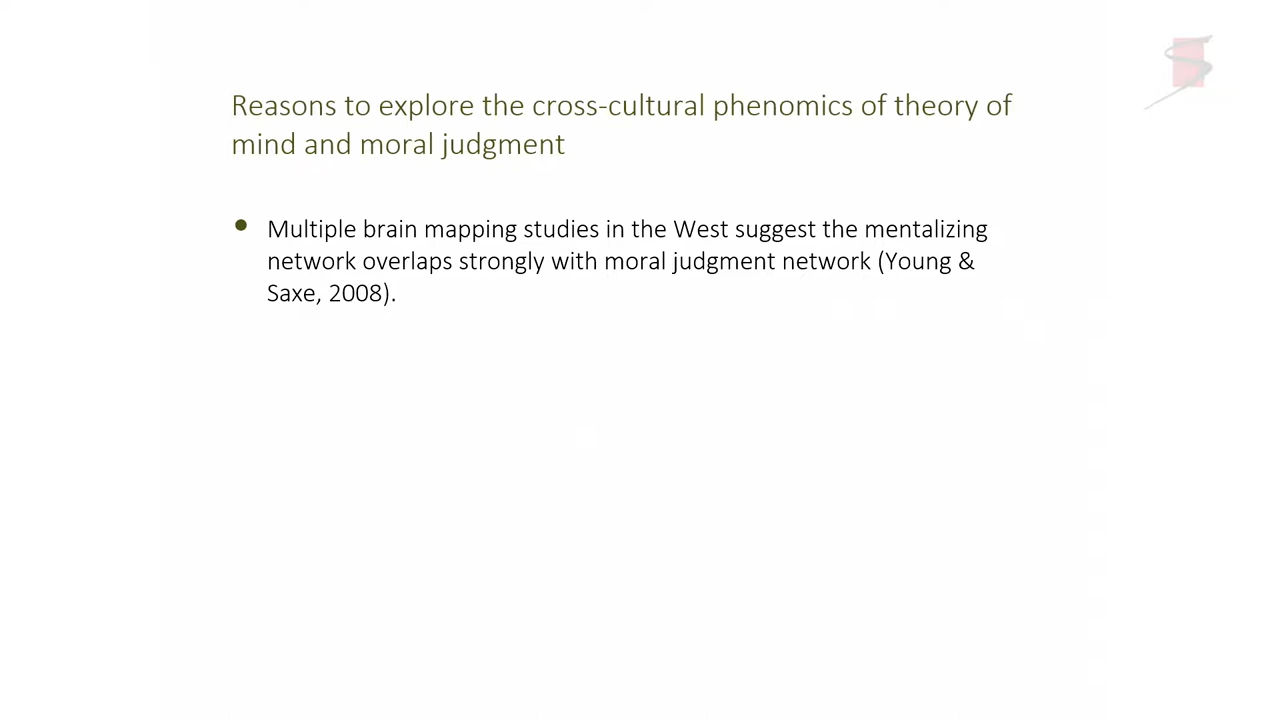 Reasons to explore the cross-cultural phenomics of theory of
mind and moral judgment
• Multiple brain mapping studies in the West suggest the mentalizing
network overlaps strongly with moral judgment network (Young &
Saxe, 2008).